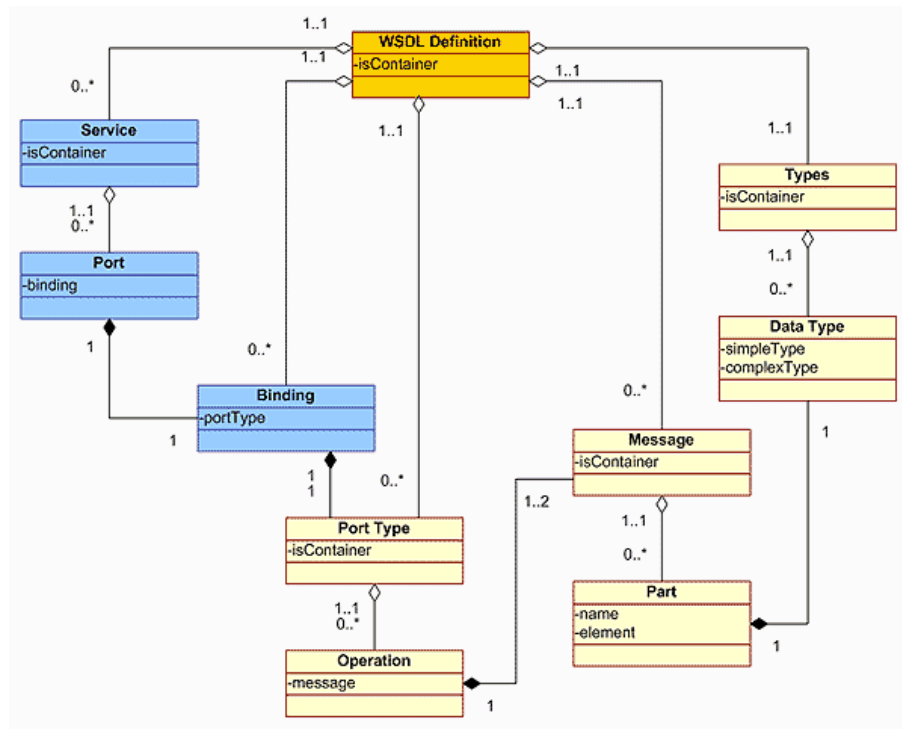 1..1
WSDL Definition
-isContainer
1..1
1..1
1..1
0..*
1..1
1..1
Service
-isContainer
Types
-isContainer
1..1
0..*
1..1
0..*
Port
-binding
Data Type
-simpleType
-complexType
1
0..*
Binding
-portType
0..*
1
1
Message
-isContainer
1
1
0..*
1..2
1..1
0..*
Port Type
-isContainer
Part
-name
-element
1..1
0..*
1
Operation
-message
1